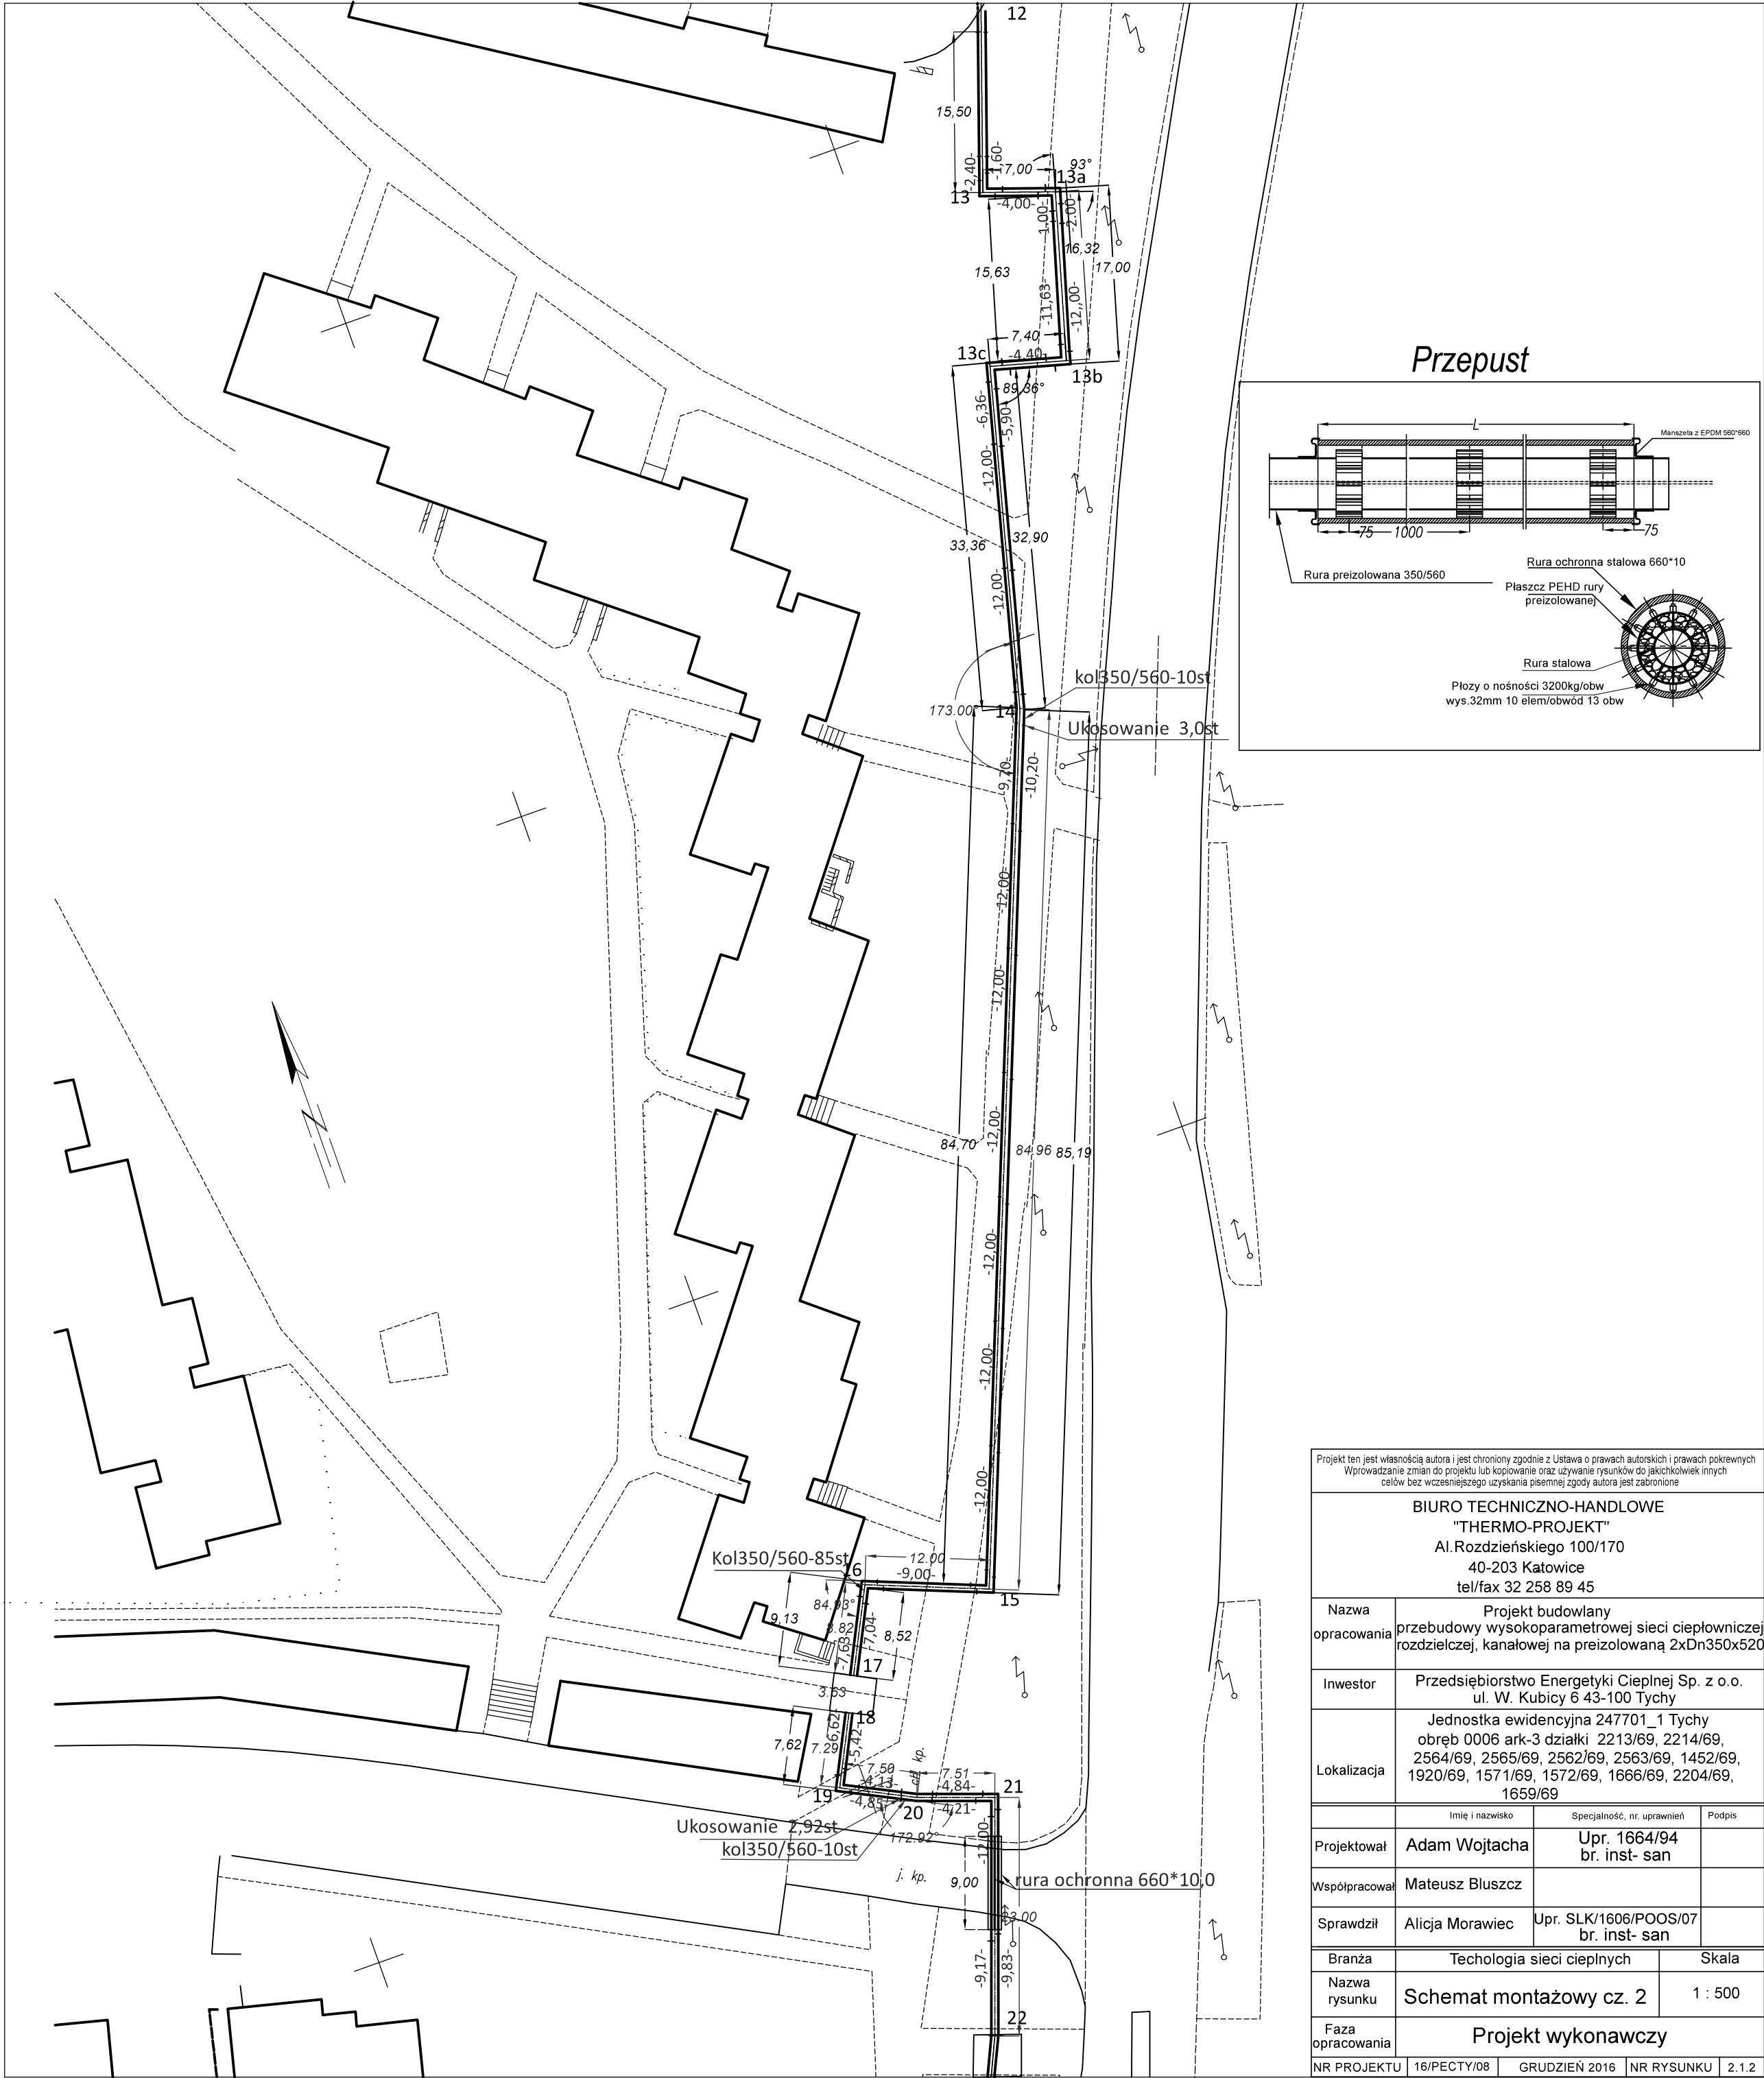 12
15,50
-2,40-
-1,60-
7,00
93°
13a
13
-4,00-
1,00-
-2,00-
16,32
17,00
15,63
-11,63-
-12,00-
7,40
13c
-4,40-
13b
89,36°
-6,36-
-5,90-
-12,00-
33,36
32,90
-12,00-
kol350/560-10st
173.00°
14
Ukosowanie 3,0st
-9,70-
-10,20-
-12,00-
-12,00-
-12,00-
84,70
84,96
85,19
-12,00-
-12,00-
-12,00-
Kol350/560-85st
16
12.00
-9,00-
15
84.93°
9,13
8.82
-7,63-
-7,04-
8,52
17
3.63
18
-6,62-
-5,42-
7,62
7.29
7.50
ch. kp.
7.51
-4,13-
-4,84-
21
19
-4,85-
20
-4,21-
Ukosowanie 2,92st
172.92°
kol350/560-10st
-12,00-
j. kp.
9,00
rura ochronna 660*10,0
23.00
-9,17-
-9,83-
22
Przepust
L
Manszeta z EPDM 560*660
75
1000
75
Rura preizolowana 350/560
Rura ochronna stalowa 660*10
Płaszcz PEHD rury
preizolowanej
Rura stalowa
Płozy o nośności 3200kg/obw
wys.32mm 10 elem/obwód 13 obw
Projekt ten jest własnością autora i jest chroniony zgodnie z Ustawa o prawach autorskich i prawach pokrewnych
Wprowadzanie zmian do projektu lub kopiowanie oraz używanie rysunków do jakichkolwiek innych
celów bez wczesniejszego uzyskania pisemnej zgody autora jest zabronione
BIURO TECHNICZNO-HANDLOWE
"THERMO-PROJEKT"
Al.Rozdzieńskiego 100/170
40-203 Katowice
tel/fax 32 258 89 45
Nazwa
opracowania
Projekt budowlany
przebudowy wysokoparametrowej sieci ciepłowniczej
rozdzielczej, kanałowej na preizolowaną 2xDn350x520
Inwestor
Przedsiębiorstwo Energetyki Cieplnej Sp. z o.o.
ul. W. Kubicy 6 43-100 Tychy
Lokalizacja
Jednostka ewidencyjna 247701_1 Tychy
obręb 0006 ark-3 działki 2213/69, 2214/69,
2564/69, 2565/69, 2562/69, 2563/69, 1452/69,
1920/69, 1571/69, 1572/69, 1666/69, 2204/69,
1659/69
Imię i nazwisko
Specjalność, nr. uprawnień
Podpis
Projektował
Adam Wojtacha
Upr. 1664/94
br. inst- san
Współpracował
Mateusz Bluszcz
Sprawdził
Alicja Morawiec
Upr. SLK/1606/POOS/07
br. inst- san
Branża
Techologia sieci cieplnych
Skala
Nazwa
rysunku
Schemat montażowy cz. 2
1 : 500
Faza
opracowania
Projekt wykonawczy
NR PROJEKTU
16/PECTY/08
GRUDZIEŃ 2016
NR RYSUNKU
2.1.2